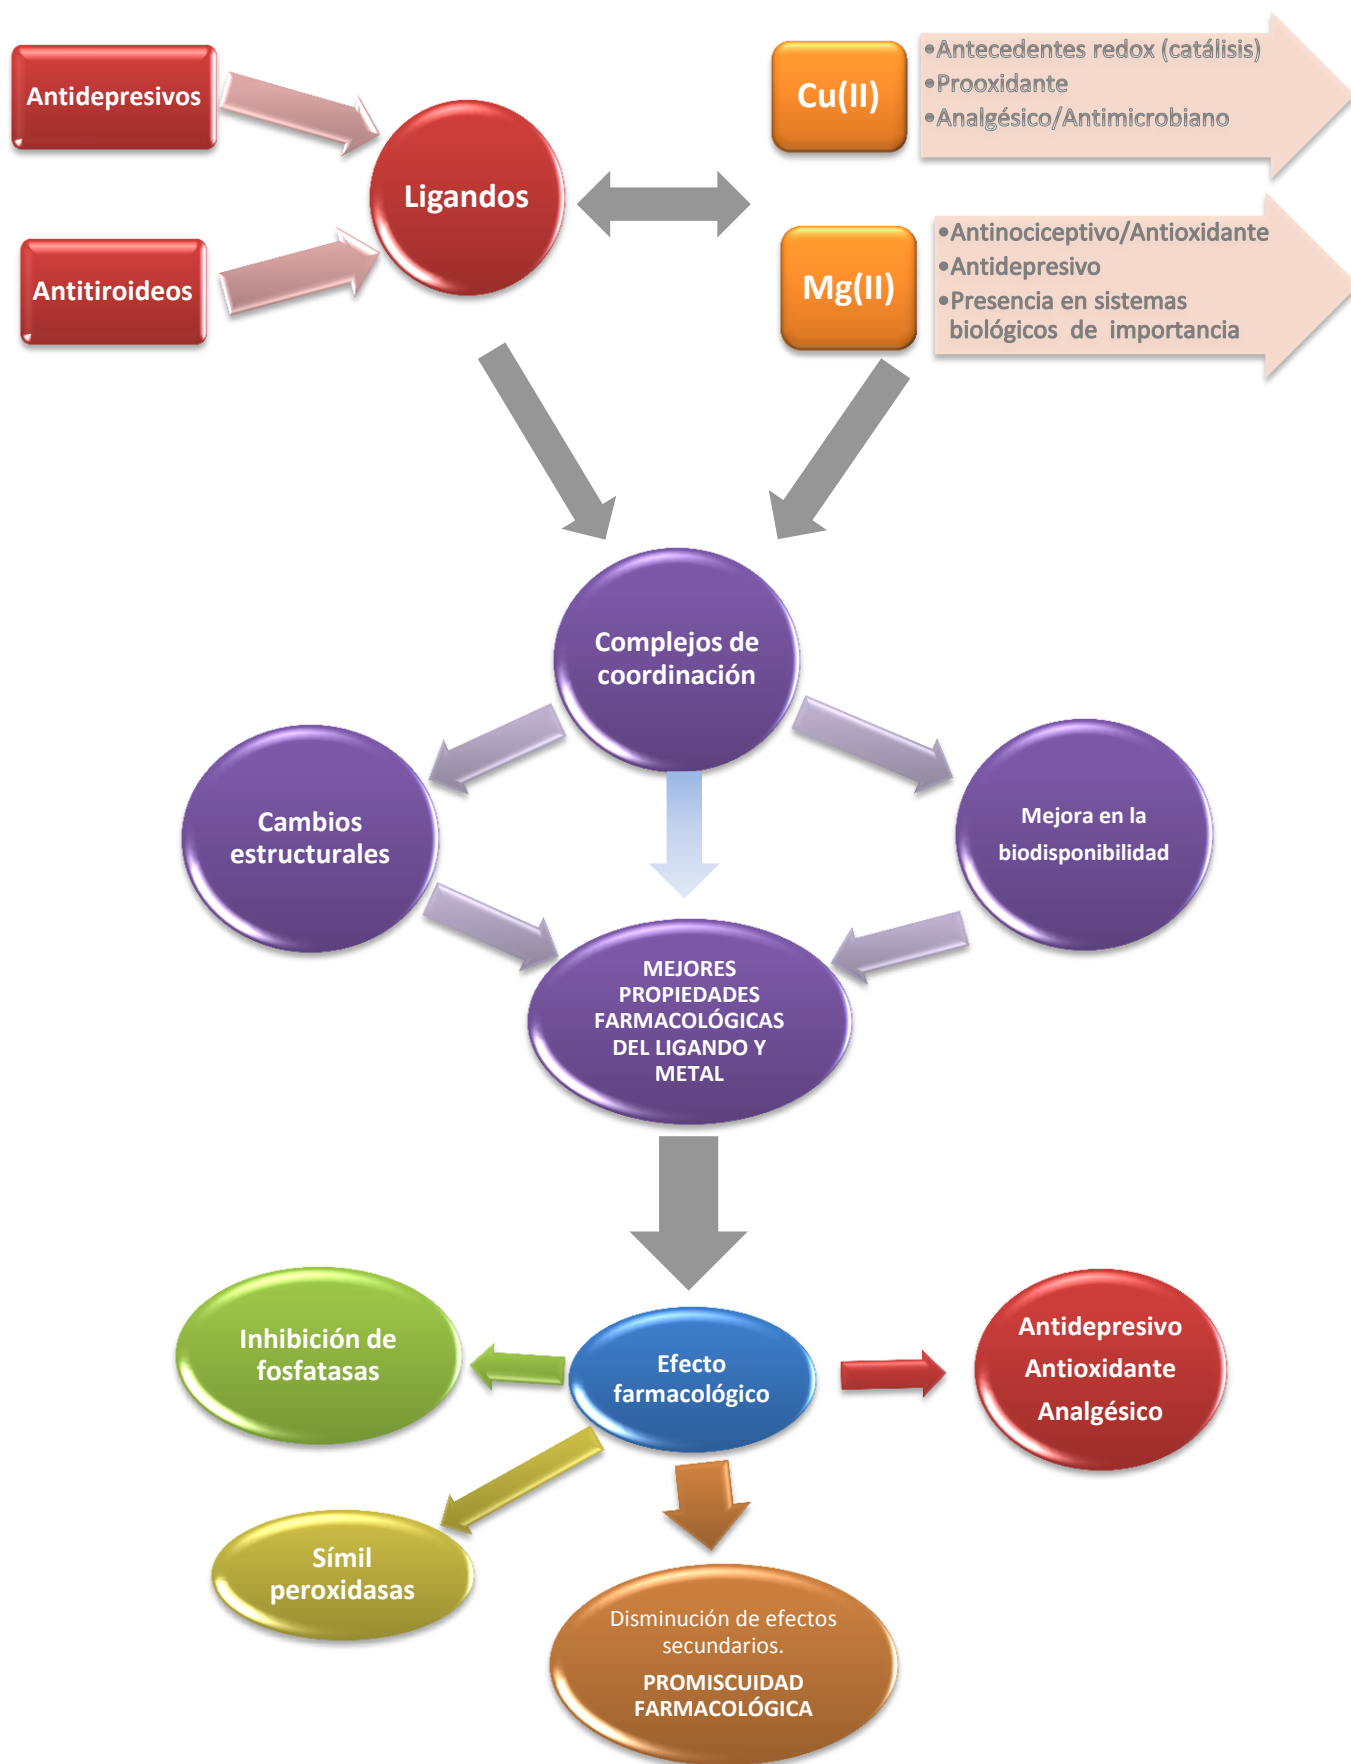 Antidepresivos
Antitiroideos
Ligandos
Cu(II)
•Antecedentes redox (catálisis)
•Prooxidante
•Analgésico/Antimicrobiano
Mg(II)
•Antinociceptivo/Antioxidante
•Antidepresivo
•Presencia en sistemas
biológicos de importancia
Complejos de
coordinación
Cambios
estructurales
Mejora en la
biodisponibilidad
MEJORES
PROPIEDADES
FARMACOLÓGICAS
DEL LIGANDO Y
METAL
Inhibición de
fosfatasas
Efecto
farmacológico
Antidepresivo
Antioxidante
Analgésico
Símil
peroxidasas
Disminución de efectos
secundarios.
PROMISCUIDAD
FARMACOLÓGICA